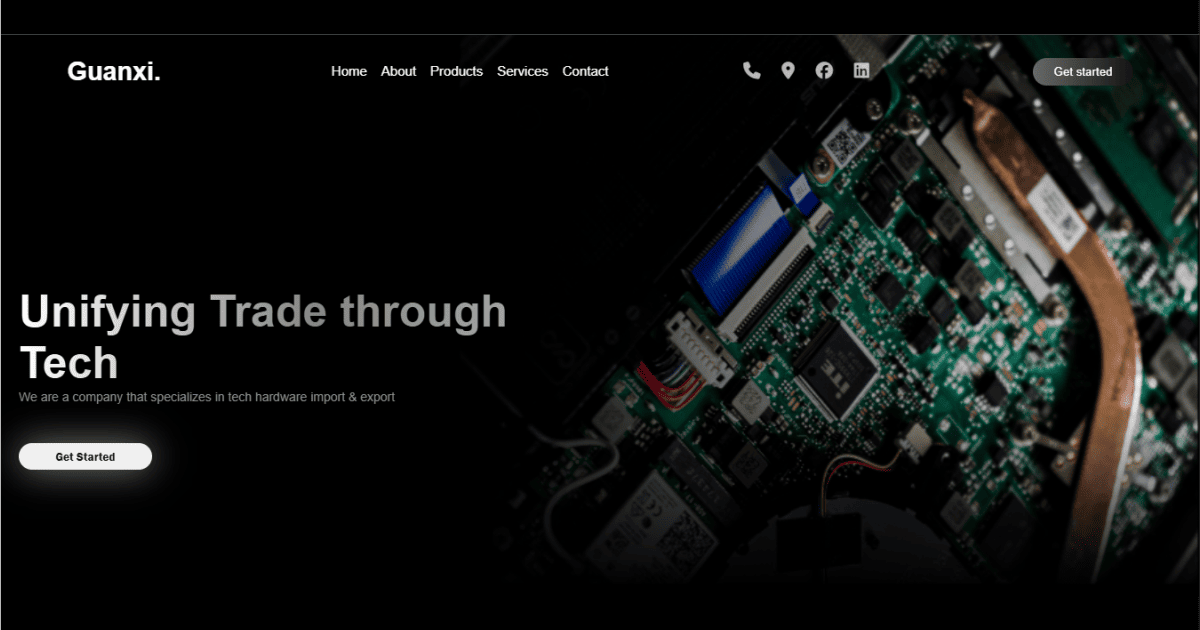 Guanxi.
Home About Products Services Contact
Get started
Unifying Trade through
Tech
We are a company that specializes in tech hardware import & export
Get Started